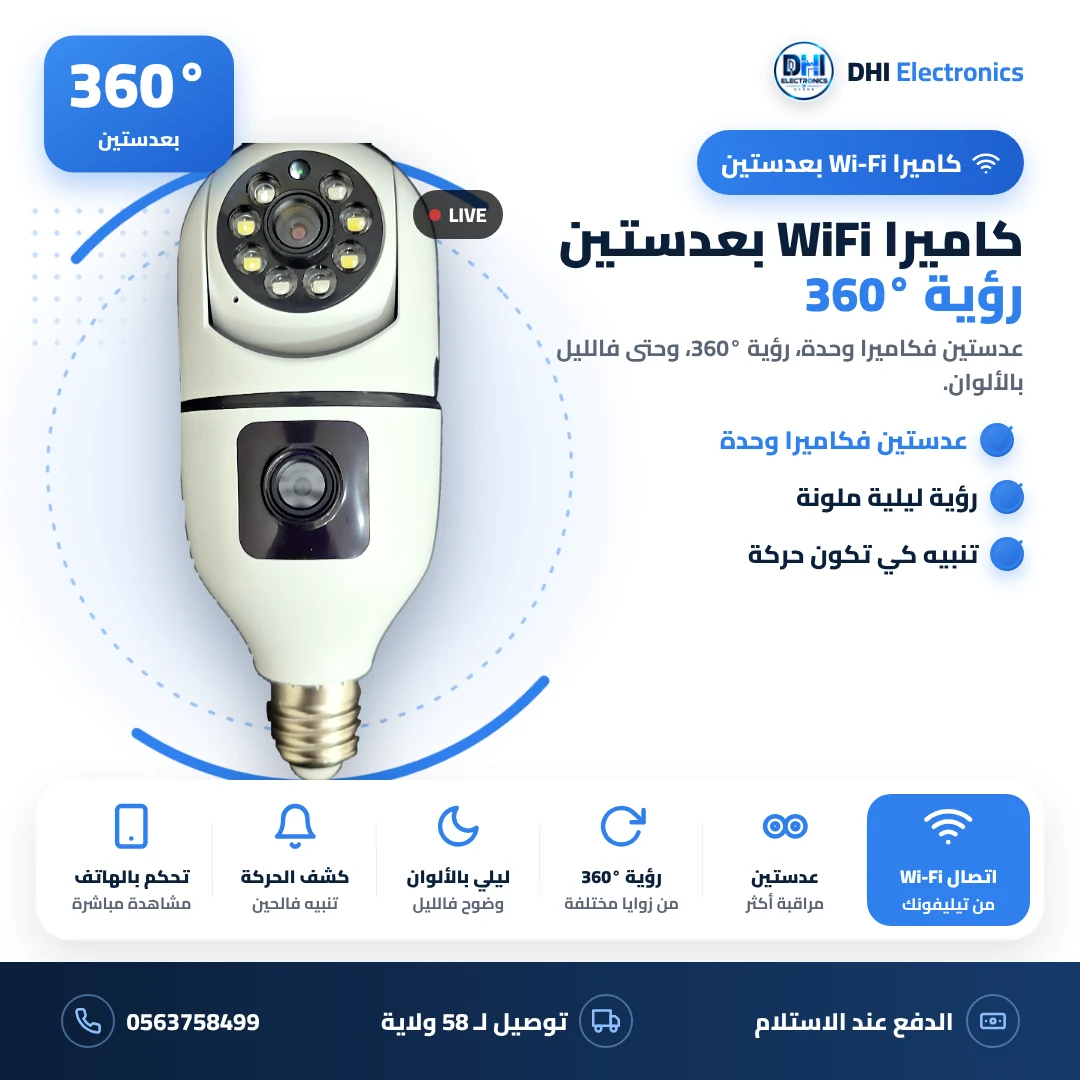 360°
بعدستين
DHI ELECTRONICS
DHI Electronics
كاميرا Wi-Fi بعدستين
LIVE
كاميرا WiFi بعدستين
رؤية 360°
عدستين فكاميرا وحدة، رؤية 360°، وحتى فالليل
بالألوان.
عدستين فكاميرا وحدة
رؤية ليلية ملونة
تنبيه كي تكون حركة
اتصال Wi-Fi
من تيليفونك
عدستين
مراقبة أكثر
رؤية 360°
من زوايا مختلفة
ليلي بالألوان
وضوح فالليل
كشف الحركة
تنبيه فالحين
تحكم بالهاتف
مشاهدة مباشرة
الدفع عند الاستلام
توصيل لـ 58 ولاية
0563758499